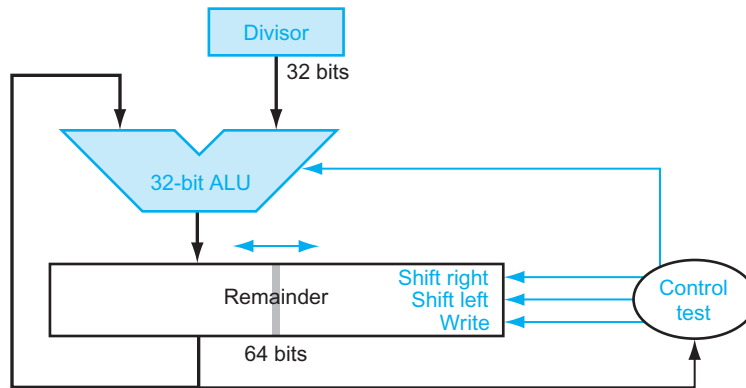 Divisor
32 bits
32-bit ALU
Remainder
Shift right
Shift left
Write
Control
test
64 bits